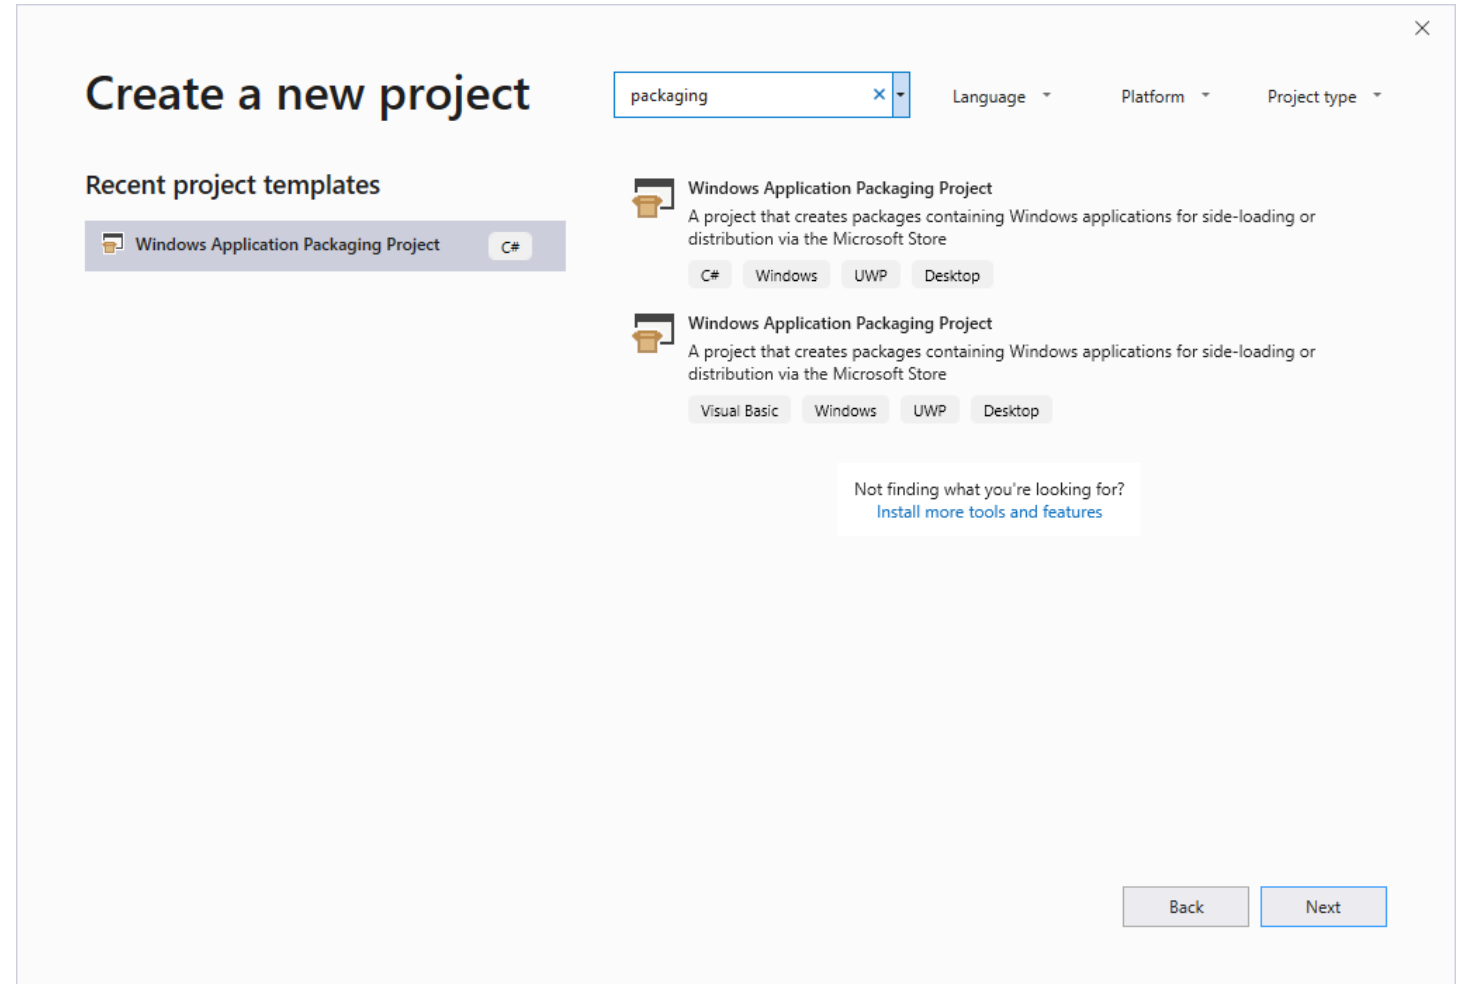 Create a new project
packaging
Language
Platform
Project type
Recent project templates
Windows Application Packaging Project
C#
Windows Application Packaging Project
A project that creates packages containing Windows applications for side-loading or
distribution via the Microsoft Store
C# Windows UWP Desktop
Windows Application Packaging Project
A project that creates packages containing Windows applications for side-loading or
distribution via the Microsoft Store
Visual Basic Windows UWP Desktop
Not finding what you're looking for?
Install more tools and features
Back
Next